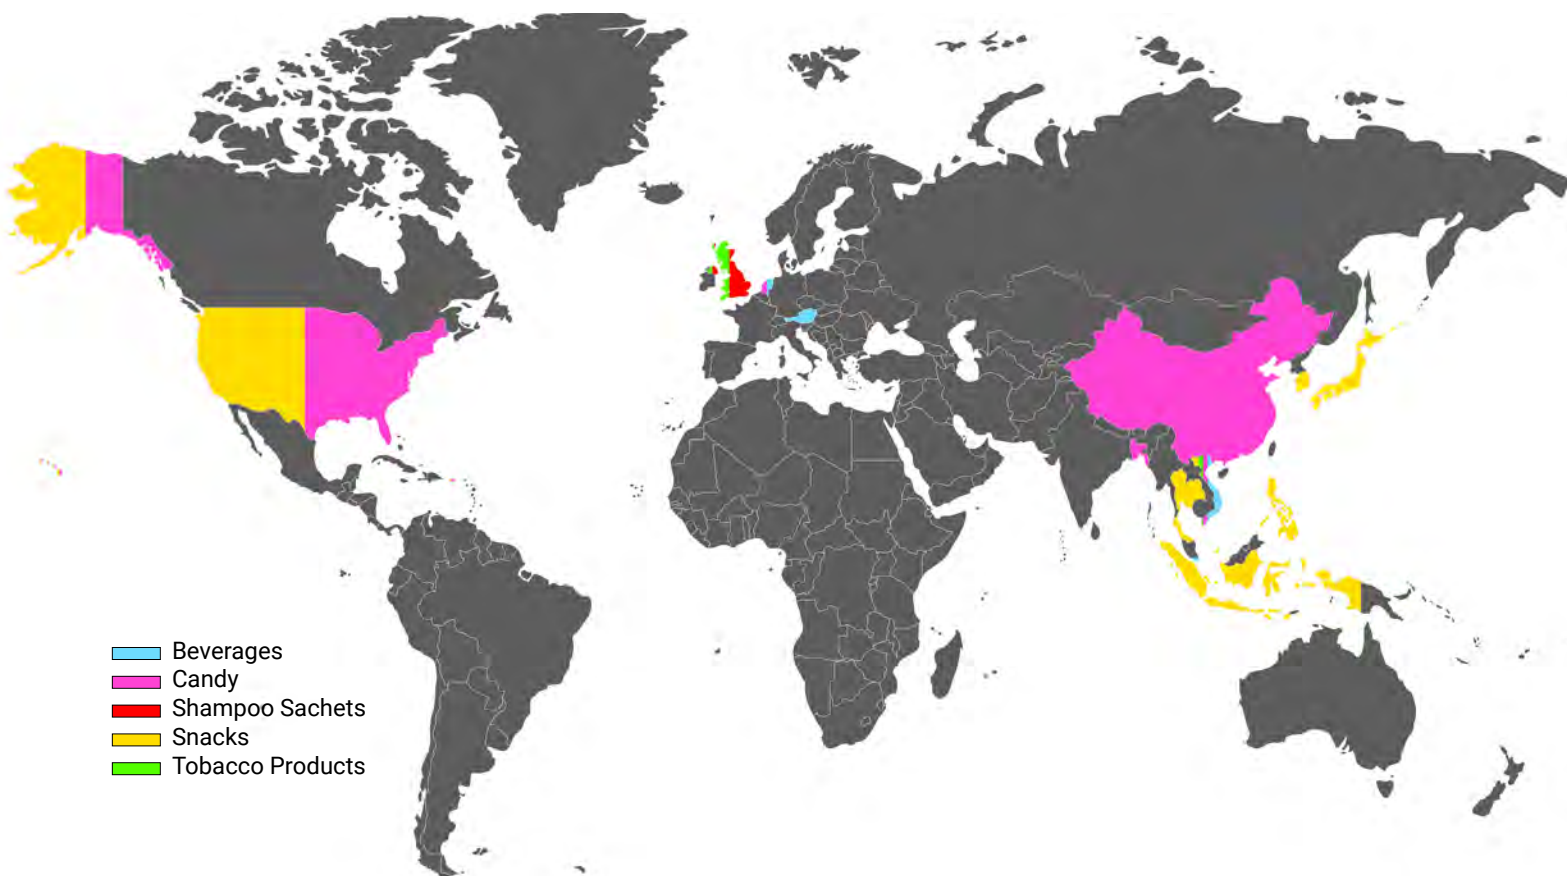 Beverages
Candy
Shampoo Sachets
Snacks
Tobacco Products